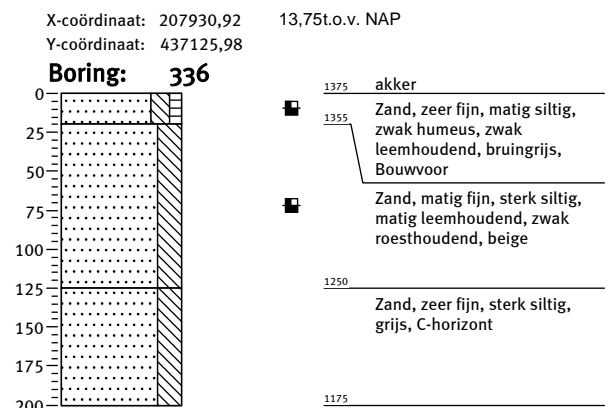 X-coördinaat: 207930,92 13,75t.o.v. NAP
Y-coördinaat: 437125,98
Boring: 336
0
25
50
75
100
125
150
175
200
1375 akker
Zand, zeer fijn, matig siltig,
1355
zwak humeus, zwak
leemhoudend, bruingrijs,
Bouwvoor
Zand, matig fijn, sterk siltig,
matig leemhoudend, zwak
roesthoudend, beige
1250
Zand, zeer fijn, sterk siltig,
grijs, C-horizont
1175